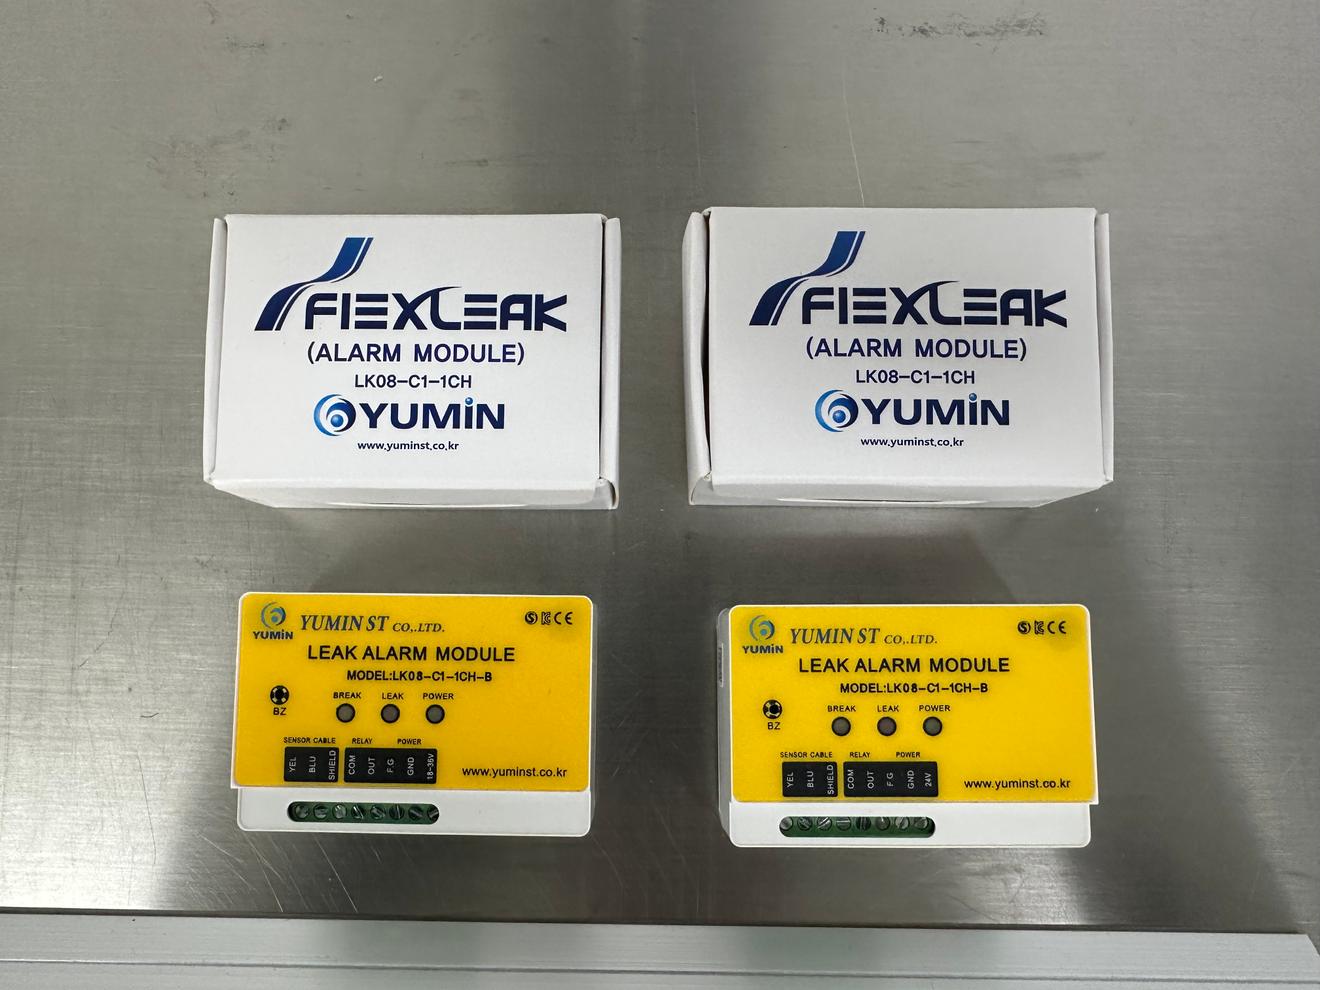 FlEXLEAK
(ALARM MODULE)
LK08-C1-1CH
YUMiN
www.yuminst.co.kr
FlEXLEAK
(ALARM MODULE)
LK08-C1-1CH
YUMiN
www.yuminst.co.kr
YUMiN
YUMIN ST CO,.LTD.
LEAK ALARM MODULE
MODEL:LK08-C1-1CH-B
BREAK LEAK POWER
BZ
SENSOR CABLE RELAY POWER
YEL BLU SHIELD COM OUT F.G GND 18-36V
www.yuminst.co.kr
YUMiN
YUMIN ST CO,.LTD.
LEAK ALARM MODULE
MODEL:LK08-C1-1CH-B
BREAK LEAK POWER
BZ
SENSOR CABLE RELAY POWER
YEL BLU SHIELD COM OUT F.G GND 24V
www.yuminst.co.kr